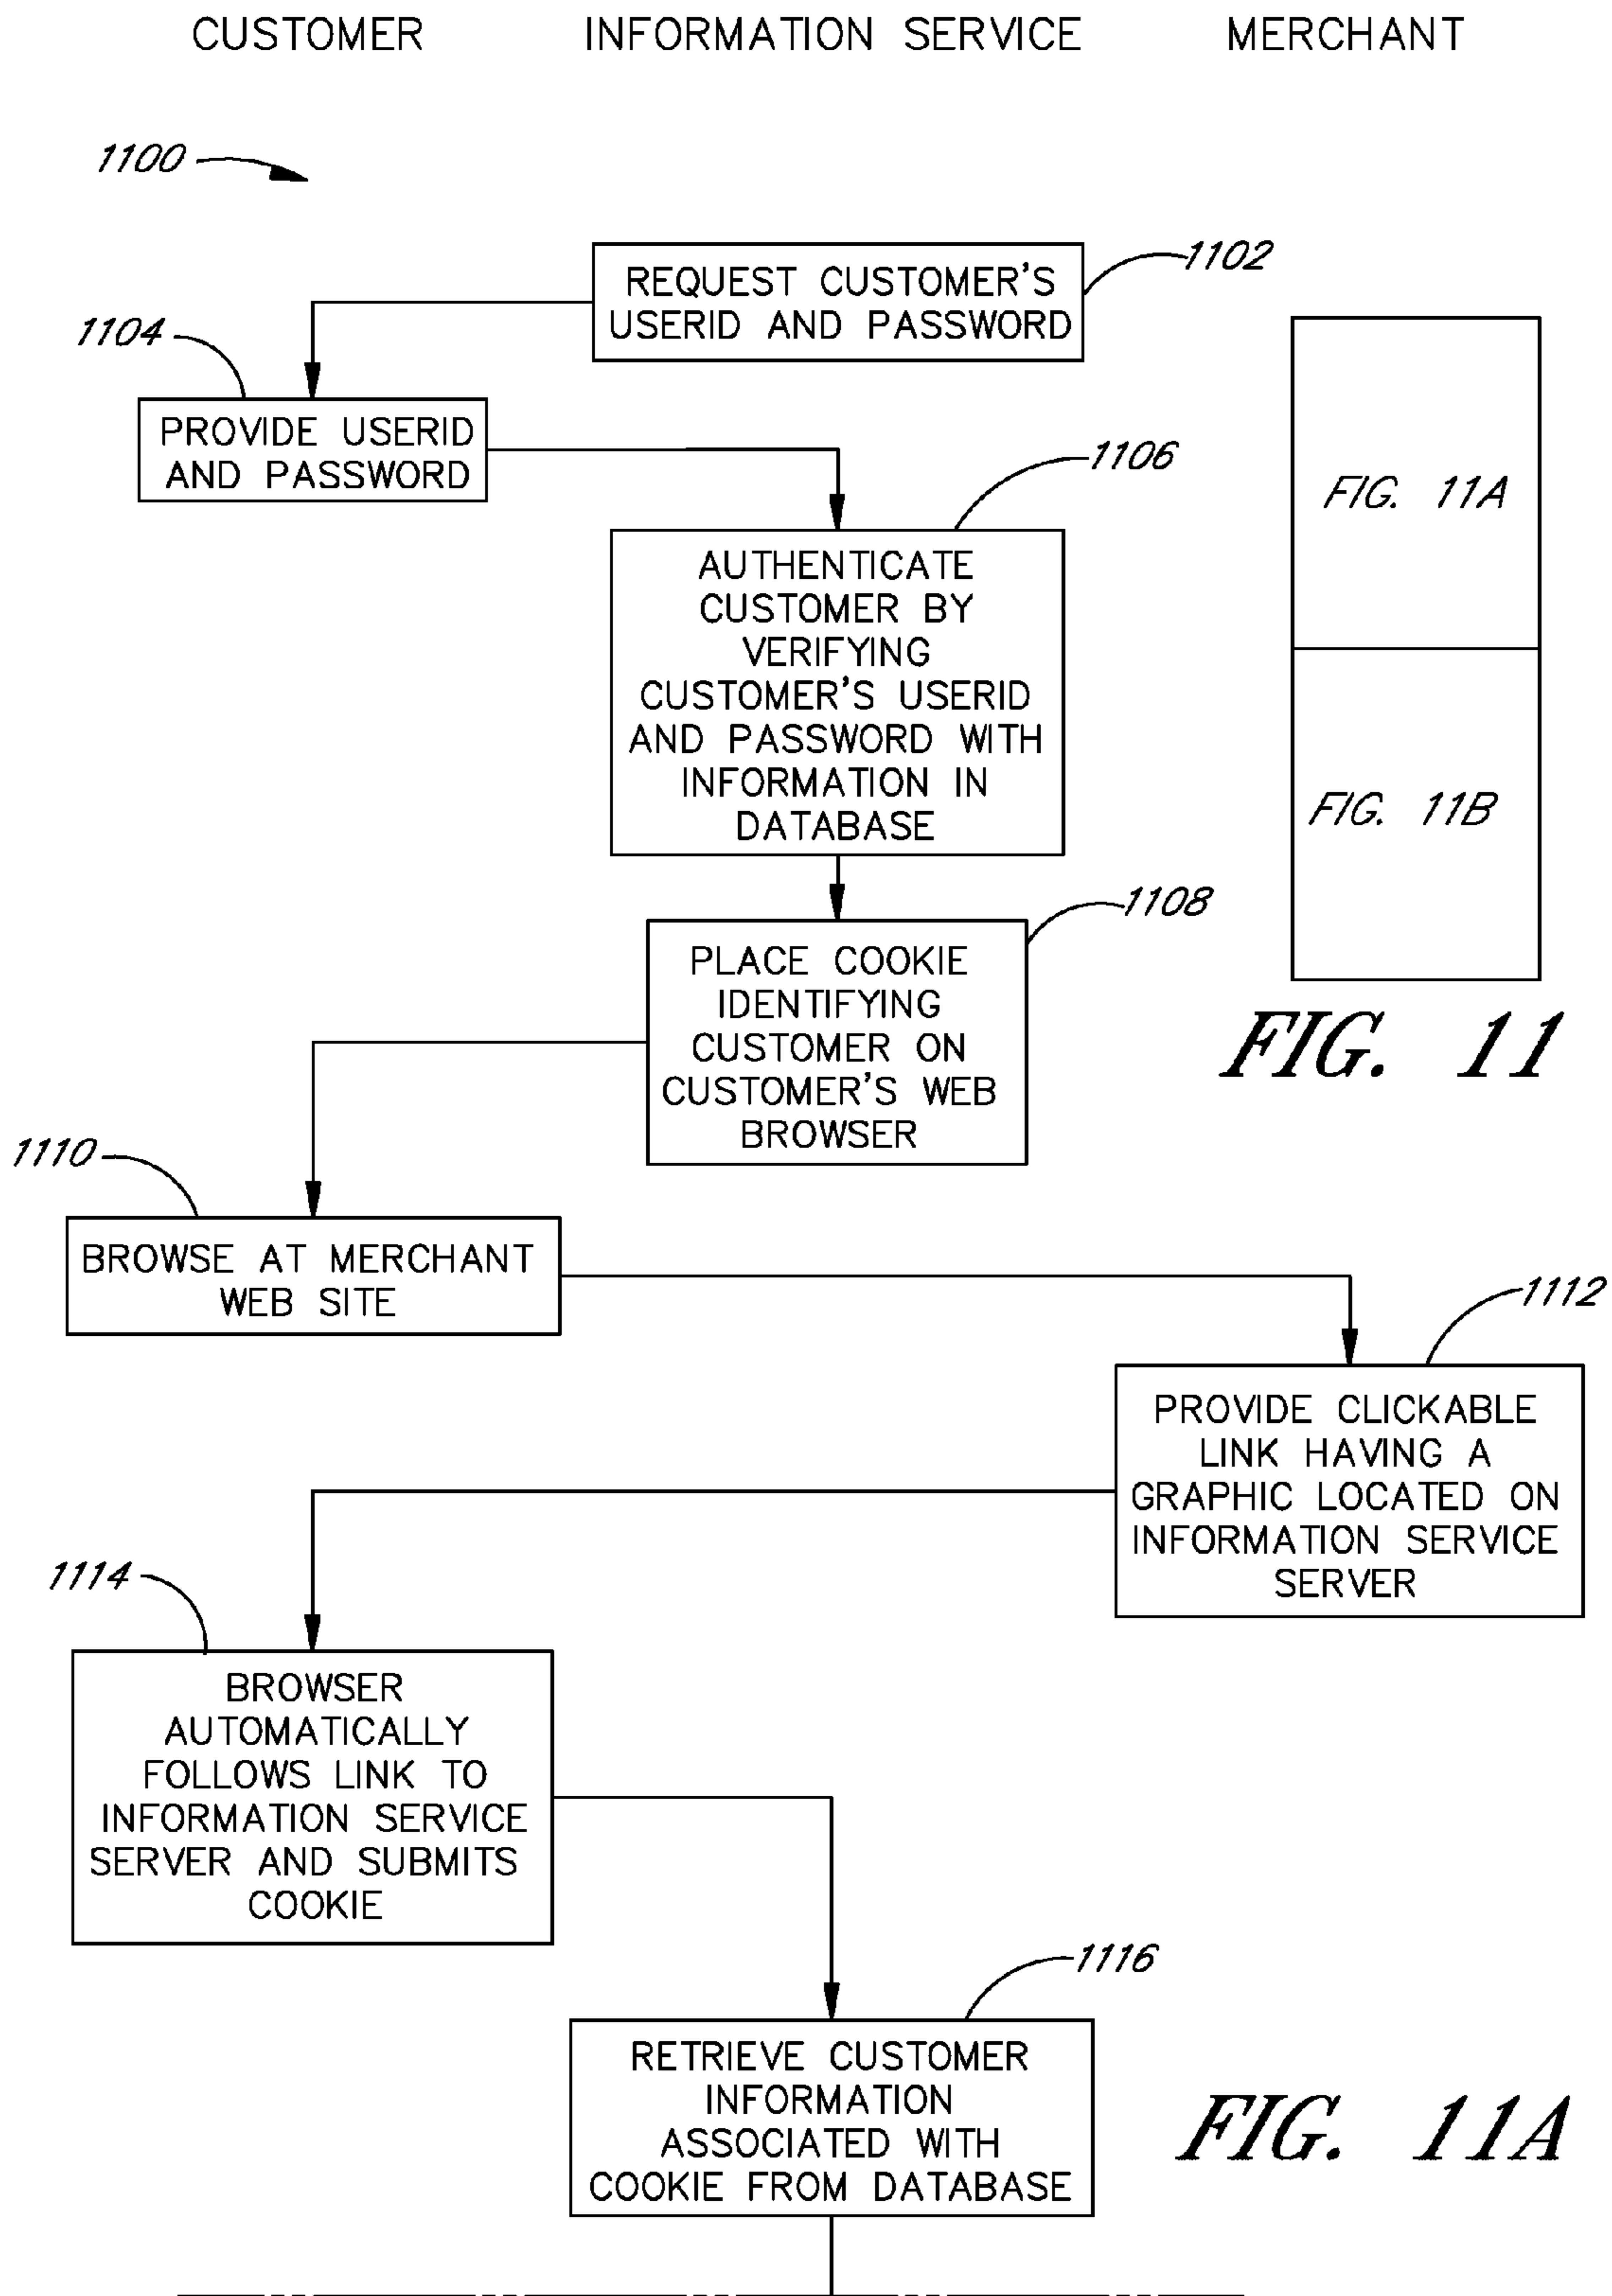 CUSTOMER INFORMATION SERVICE MERCHANT
1100
1102
REQUEST CUSTOMER'S
USERID AND PASSWORD
1104
PROVIDE USERID
AND PASSWORD
1106
AUTHENTICATE
CUSTOMER BY
VERIFYING
CUSTOMER'S USERID
AND PASSWORD WITH
INFORMATION IN
DATABASE
FIG. 11A
FIG. 11B
FIG. 11
1108
PLACE COOKIE
IDENTIFYING
CUSTOMER ON
CUSTOMER'S WEB
BROWSER
1110
BROWSE AT MERCHANT
WEB SITE
1112
PROVIDE CLICKABLE
LINK HAVING A
GRAPHIC LOCATED ON
INFORMATION SERVICE
SERVER
1114
BROWSER
AUTOMATICALLY
FOLLOWS LINK TO
INFORMATION SERVICE
SERVER AND SUBMITS
COOKIE
1116
RETRIEVE CUSTOMER
INFORMATION
ASSOCIATED WITH
COOKIE FROM DATABASE
FIG. 11A